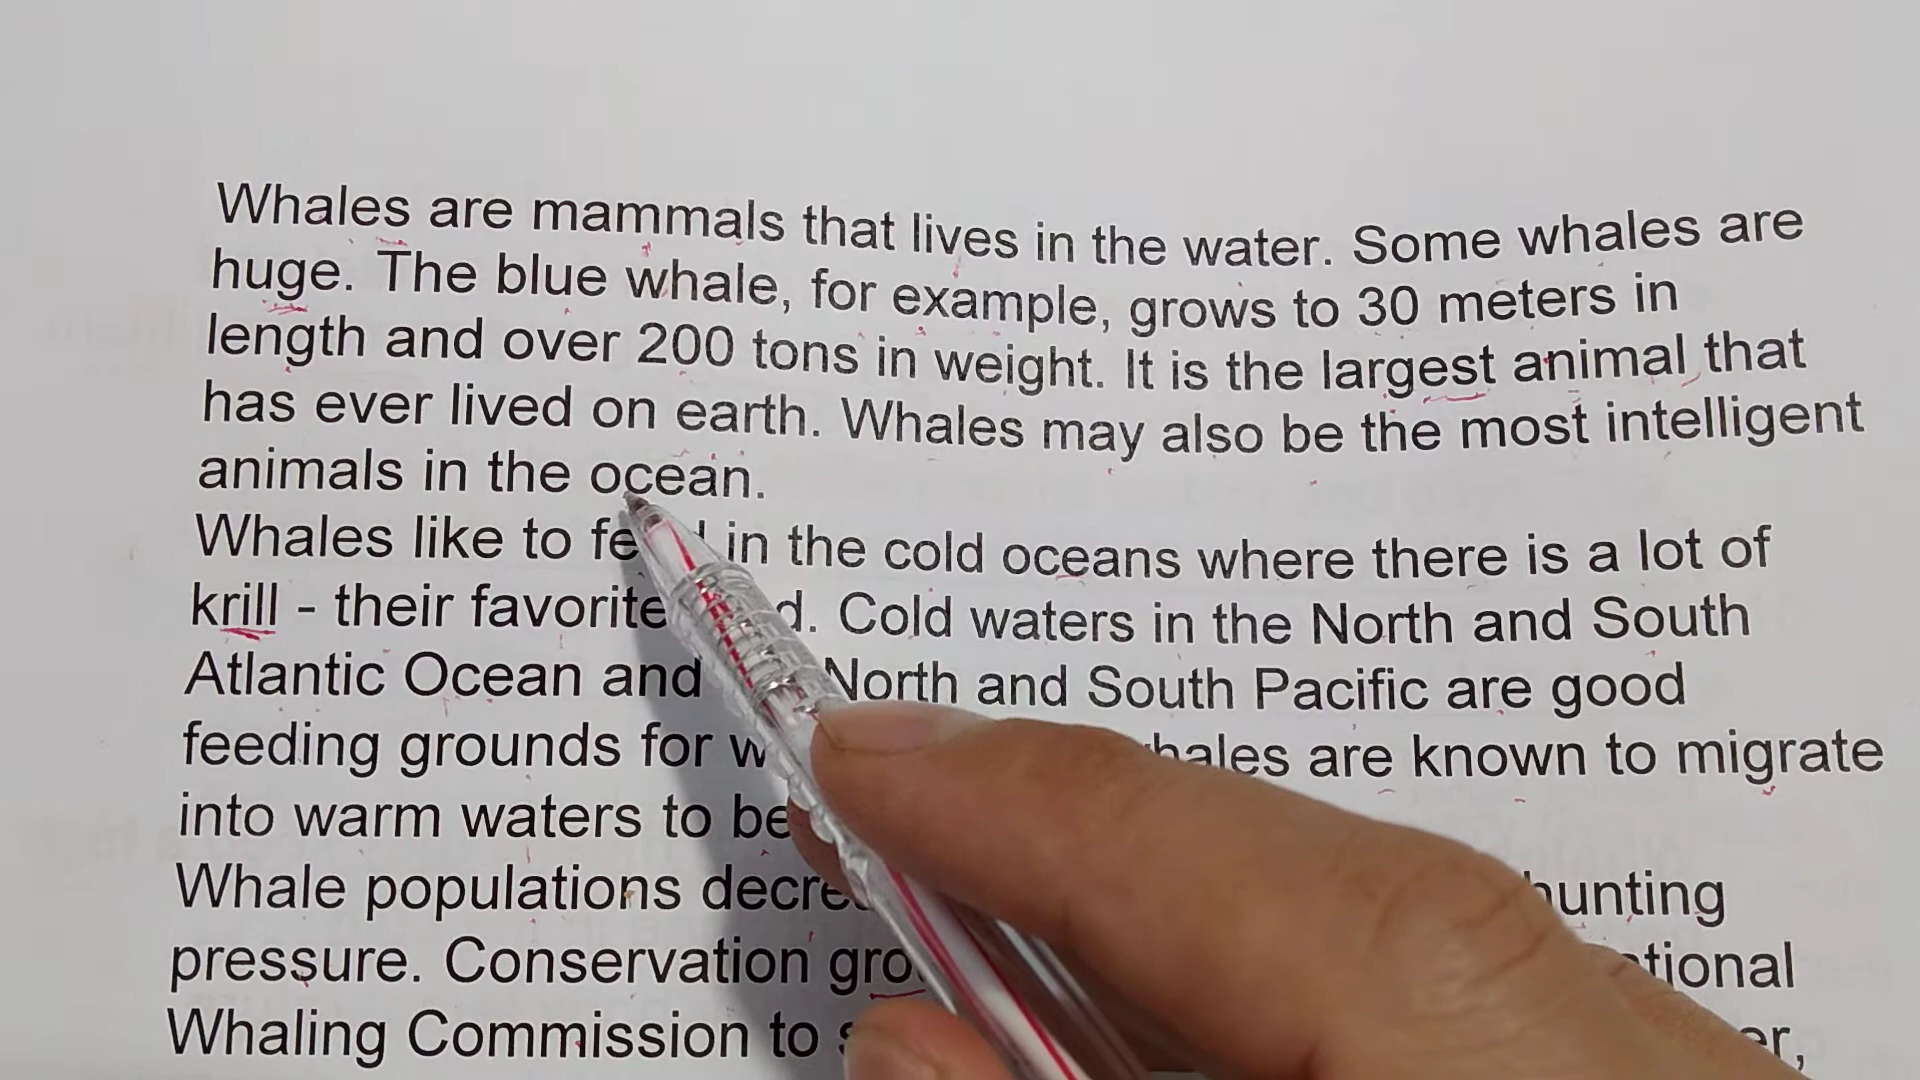 Whales are mammals that lives in the water. Some whales are
huge. The blue whale, for example, grows to 30 meters in
length and over 200 tons in weight. It is the largest animal that
has ever lived on earth. Whales may also be the most intelligent
animals in the ocean.
Whales like to in the cold oceans where there is a lot of
krill - their favorite Cold waters in the North and South
Atlantic Ocean and North and South Pacific are good
feeding grounds for are known to migrate
into warm waters to
Whale populations hunting
pressure. Conservation
Whaling Commission to